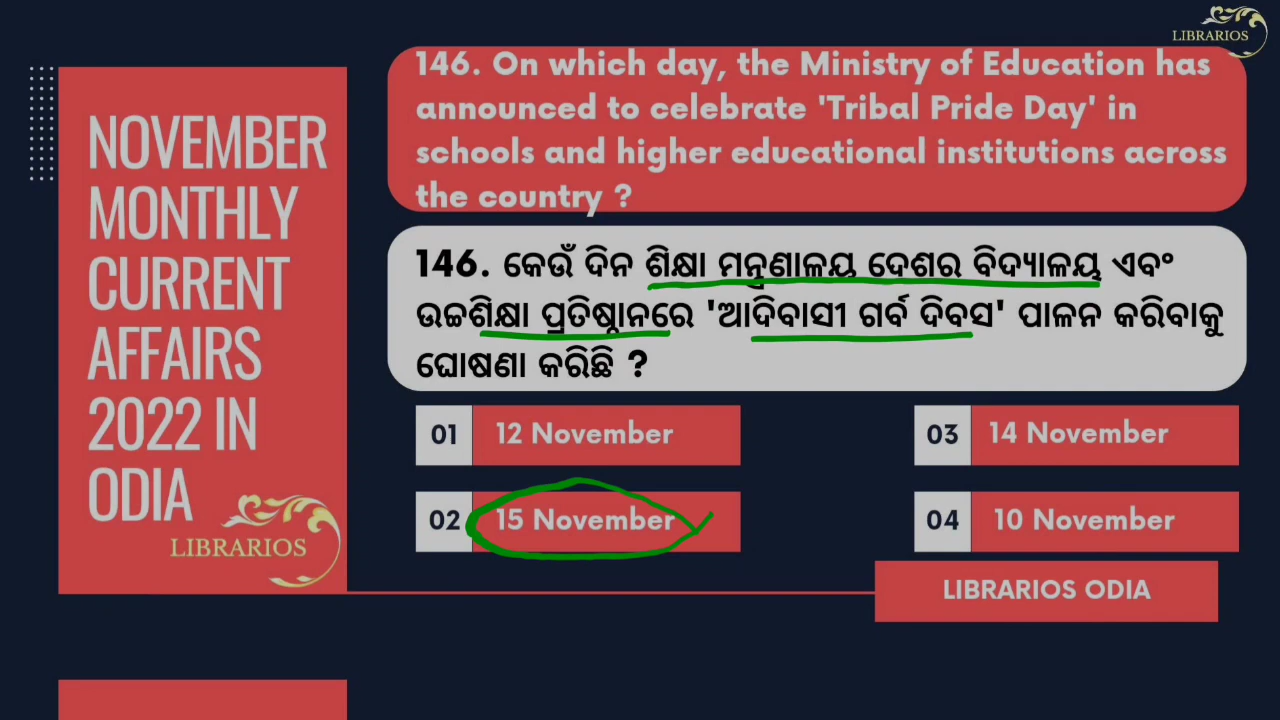 LIBRARIOS
NOVEMBER
MONTHLY
CURRENT
AFFAIRS
2022 IN
ODIA
LIBRARIOS
146. On which day, the Ministry of Education has
announced to celebrate 'Tribal Pride Day' in
schools and higher educational institutions across
the country ?
146. କେଉଁ ଦିନ ଶିକ୍ଷା ମନ୍ତ୍ରଣାଳୟ ଦେଶର ବିଦ୍ୟାଳୟ ଏବଂ
ଉଚ୍ଚଶିକ୍ଷା ପ୍ରତିଷ୍ଠାନରେ 'ଆଦିବାସୀ ଗର୍ବ ଦିବସ' ପାଳନ କରିବାକୁ
ଘୋଷଣା କରିଛି ?
01 12 November
02 15 November
03 14 November
04 10 November
LIBRARIOS ODIA